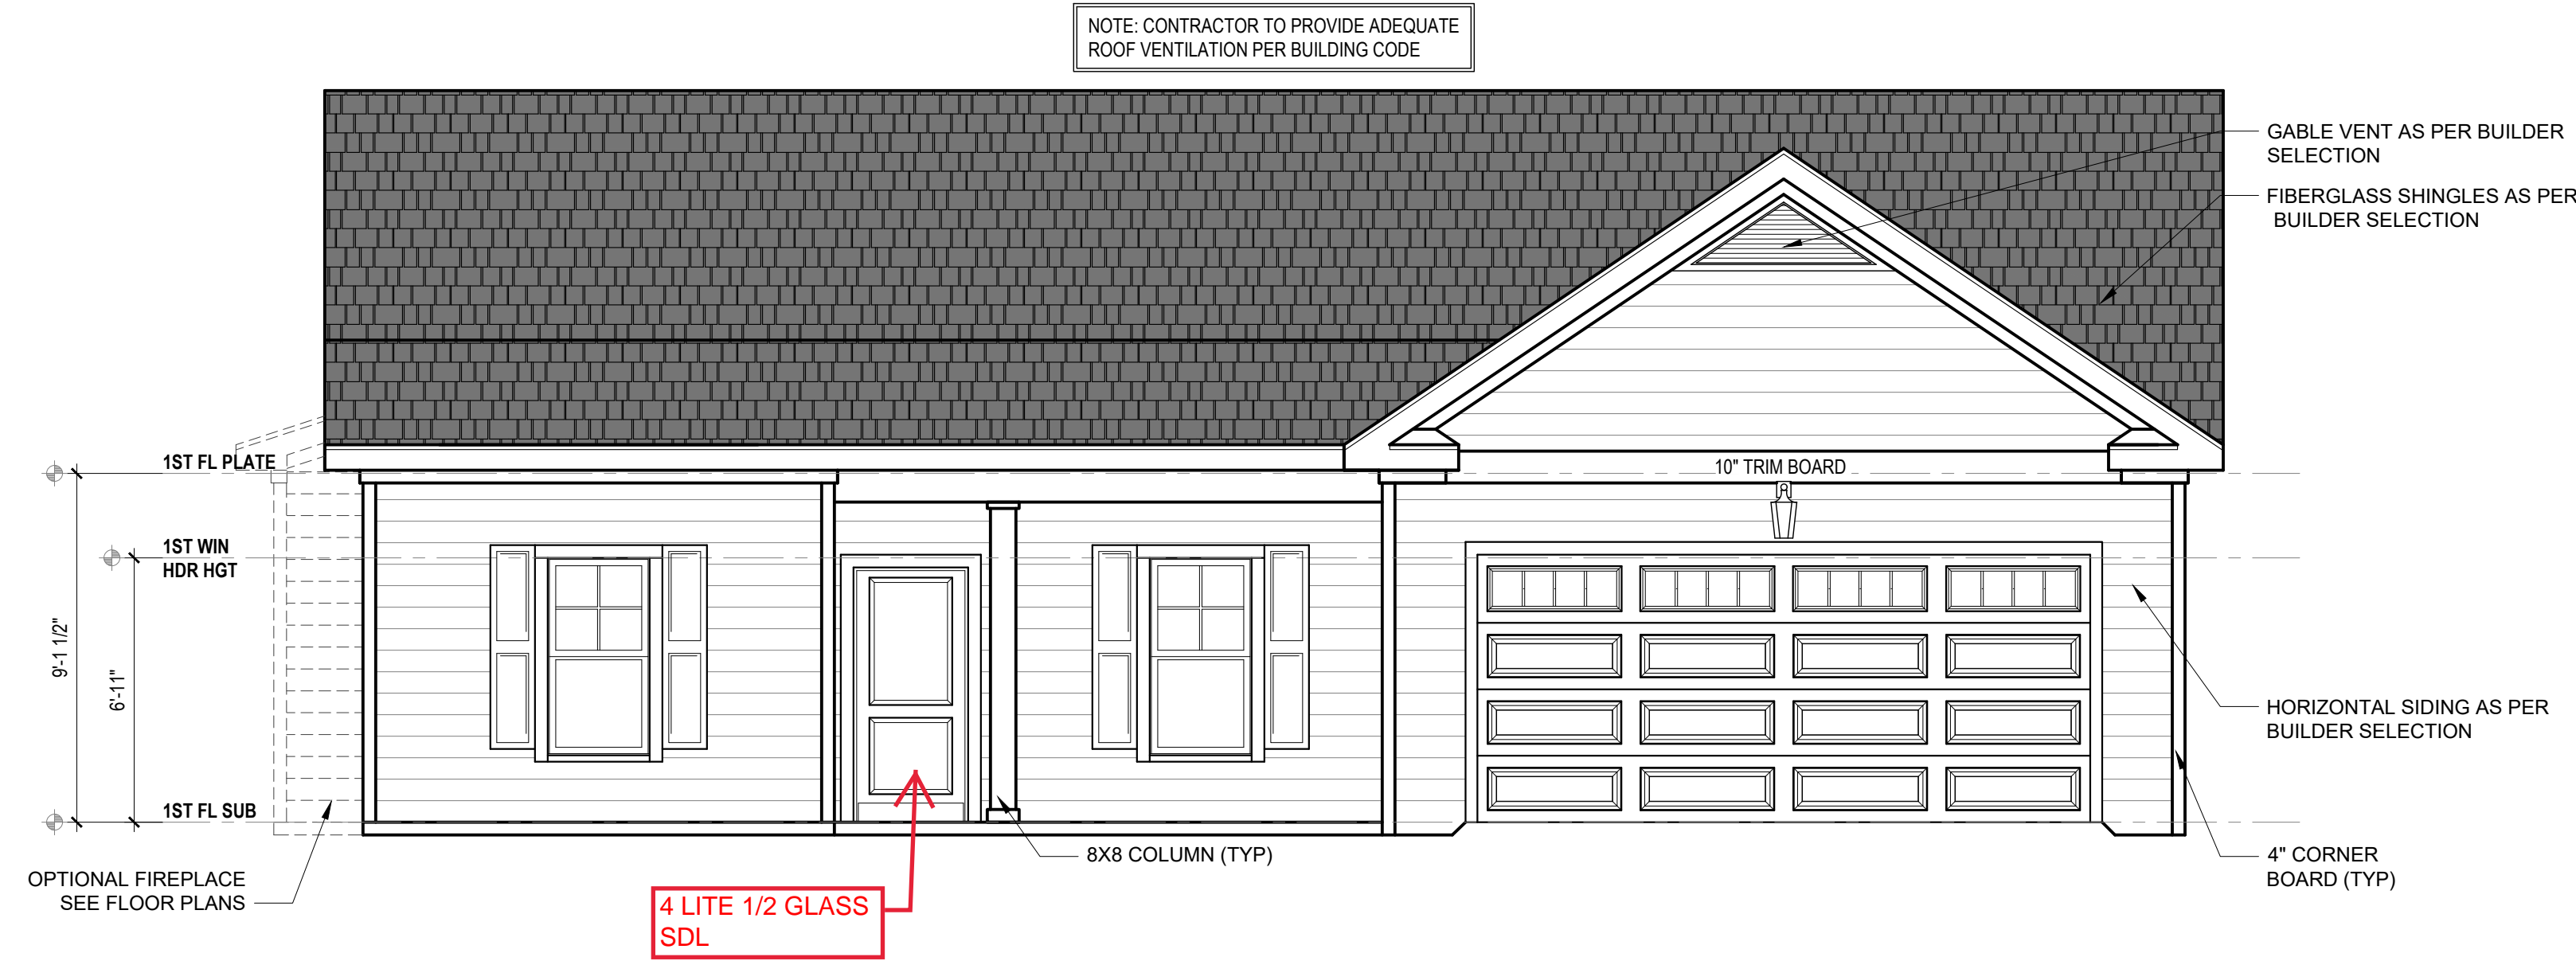 NOTE: CONTRACTOR TO PROVIDE ADEQUATE
ROOF VENTILATION PER BUILDING CODE
GABLE VENT AS PER BUILDER
SELECTION
FIBERGLASS SHINGLES AS PER
BUILDER SELECTION
1ST FL PLATE
10" TRIM BOARD
1ST WIN
HDR HGT
9'-1 1/2"
6'-11"
HORIZONTAL SIDING AS PER
BUILDER SELECTION
1ST FL SUB
8X8 COLUMN (TYP)
4" CORNER
BOARD (TYP)
OPTIONAL FIREPLACE
SEE FLOOR PLANS
4 LITE 1/2 GLASS
SDL